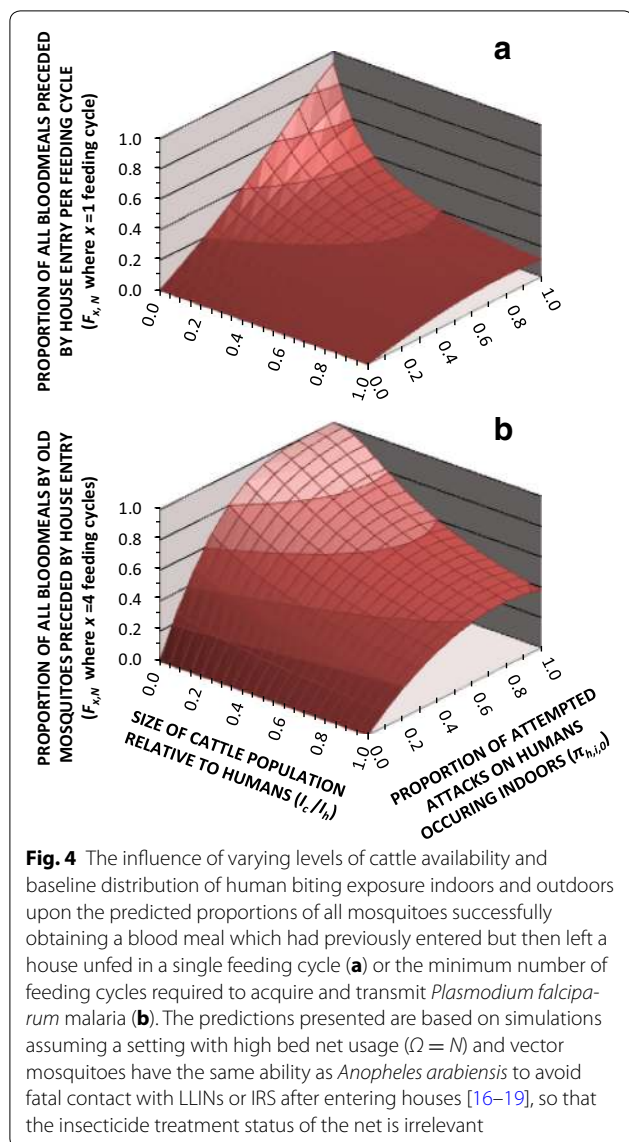 a
PROPORTION OF ALL BLOODMEALS PRECEDED
BY HOUSE ENTRY PER FEEDING CYCLE
(Fx, N where x =1 feeding cycle)
1.0
0.8
0.6
0.4
0.2
0.0
0.0
0.2
0.4
0.6
0.8
1.0
0.0
0.2
0.4
0.6
0.8
1.0
b
PROPORTION OF ALL BLOODMEALS BY OLD
MOSQUITOES PRECEDED BY HOUSE ENTRY
(Fx,N where x =4 feeding cycles)
1.0
0.8
0.6
0.4
0.2
0.0
0.0
0.2
0.4
0.6
0.8
1.0
0.0
0.2
0.4
0.6
0.8
1.0
SIZE OF CATTLE POPULATION
RELATIVE TO HUMANS (Ic/Ih)
PROPORTION OF ATTEMPTED
ATTACKS ON HUMANS
OCCURING INDOORS (πh,i,0)
Fig. 4 The influence of varying levels of cattle availability and
baseline distribution of human biting exposure indoors and outdoors
upon the predicted proportions of all mosquitoes successfully
obtaining a blood meal which had previously entered but then left a
house unfed in a single feeding cycle (a) or the minimum number of
feeding cycles required to acquire and transmit Plasmodium falcipa-
rum malaria (b). The predictions presented are based on simulations
assuming a setting with high bed net usage (Ω = N) and vector
mosquitoes have the same ability as Anopheles arabiensis to avoid
fatal contact with LLINs or IRS after entering houses [16–19], so that
the insecticide treatment status of the net is irrelevant